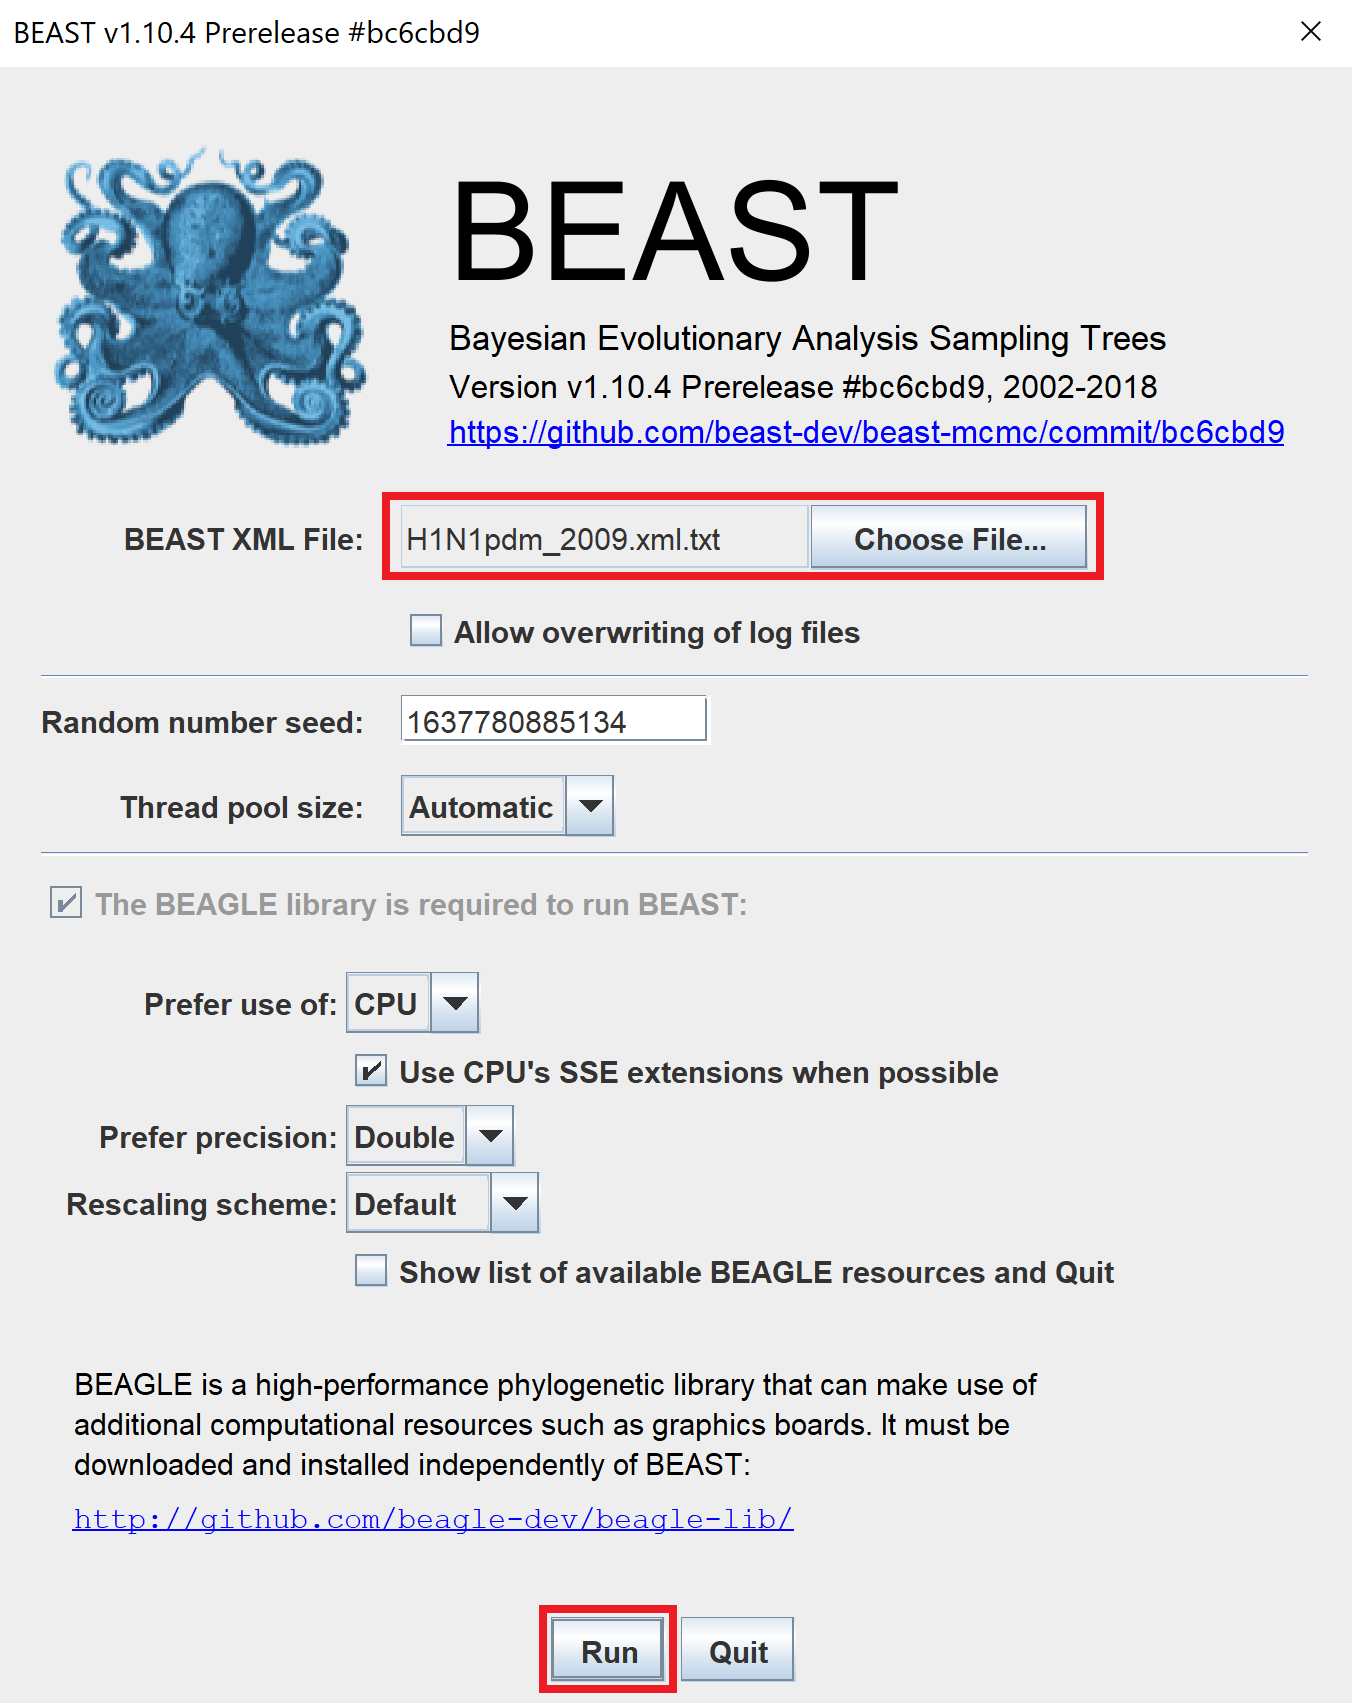 BEAST v1.10.4 Prerelease #bc6cbd9
BEAST
Bayesian Evolutionary Analysis Sampling Trees
Version v1.10.4 Prerelease #bc6cbd9, 2002-2018
https://github.com/beast-dev/beast-mcmc/commit/bc6cbd9
BEAST XML File: H1N1pdm_2009.xml.txt Choose File...
Allow overwriting of log files
Random number seed: 1637780885134
Thread pool size: Automatic
The BEAGLE library is required to run BEAST:
Prefer use of: CPU
Use CPU's SSE extensions when possible
Prefer precision: Double
Rescaling scheme: Default
Show list of available BEAGLE resources and Quit
BEAGLE is a high-performance phylogenetic library that can make use of
additional computational resources such as graphics boards. It must be
downloaded and installed independently of BEAST:
http://github.com/beagle-dev/beagle-lib/
Run Quit